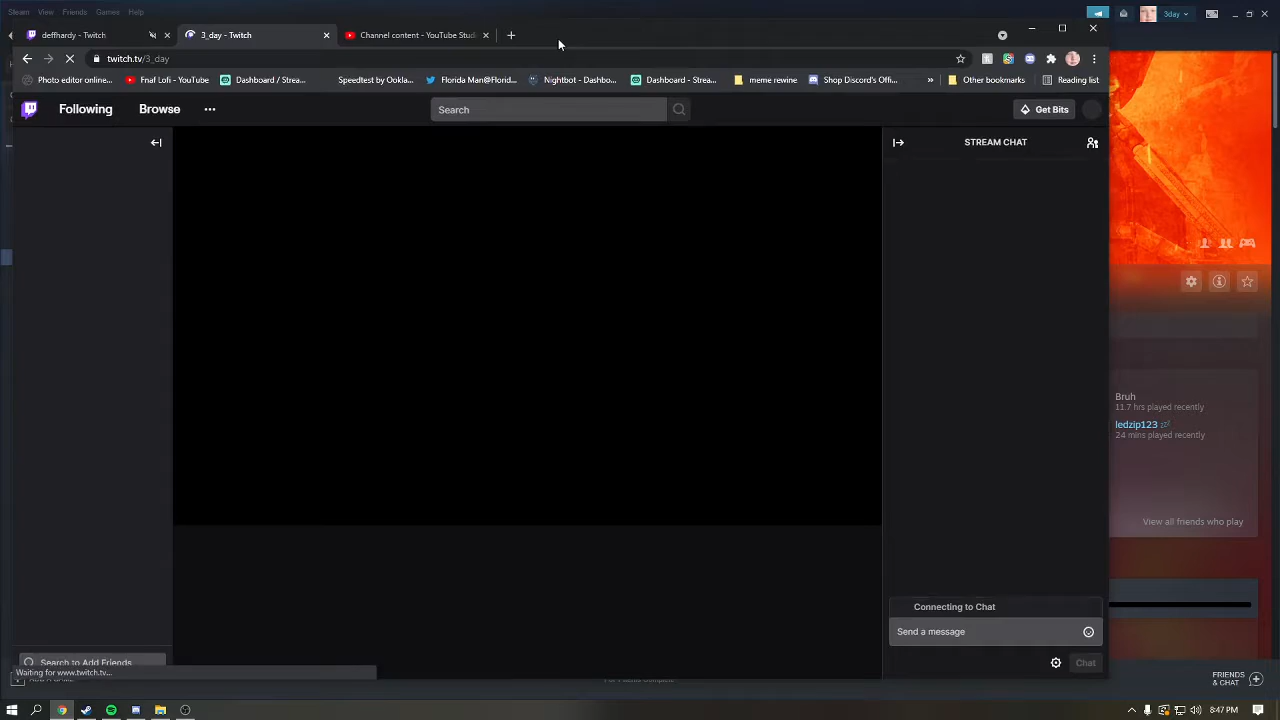 Steam View Friends Games Help
3day
deffhardy - Twitch
3_day - Twitch
Channel content - YouTube Studi
twitch.tv/3_day
Photo editor online...
Fnaf Lofi - YouTube
Dashboard / Strea...
Speedtest by Ookla...
Florida Man@Florid...
Nightbot - Dashbo...
Dashboard - Strea...
meme rewine
Shop Discord's Offi...
»
Other bookmarks
Reading list
Following
Browse
Search
Get Bits
STREAM CHAT
Bruh
11.7 hrs played recently
ledzip123 zzz
24 mins played recently
View all friends who play
Connecting to Chat
Send a message
Chat
Search to Add Friends
Waiting for www.twitch.tv...
FRIENDS
& CHAT
8:47 PM